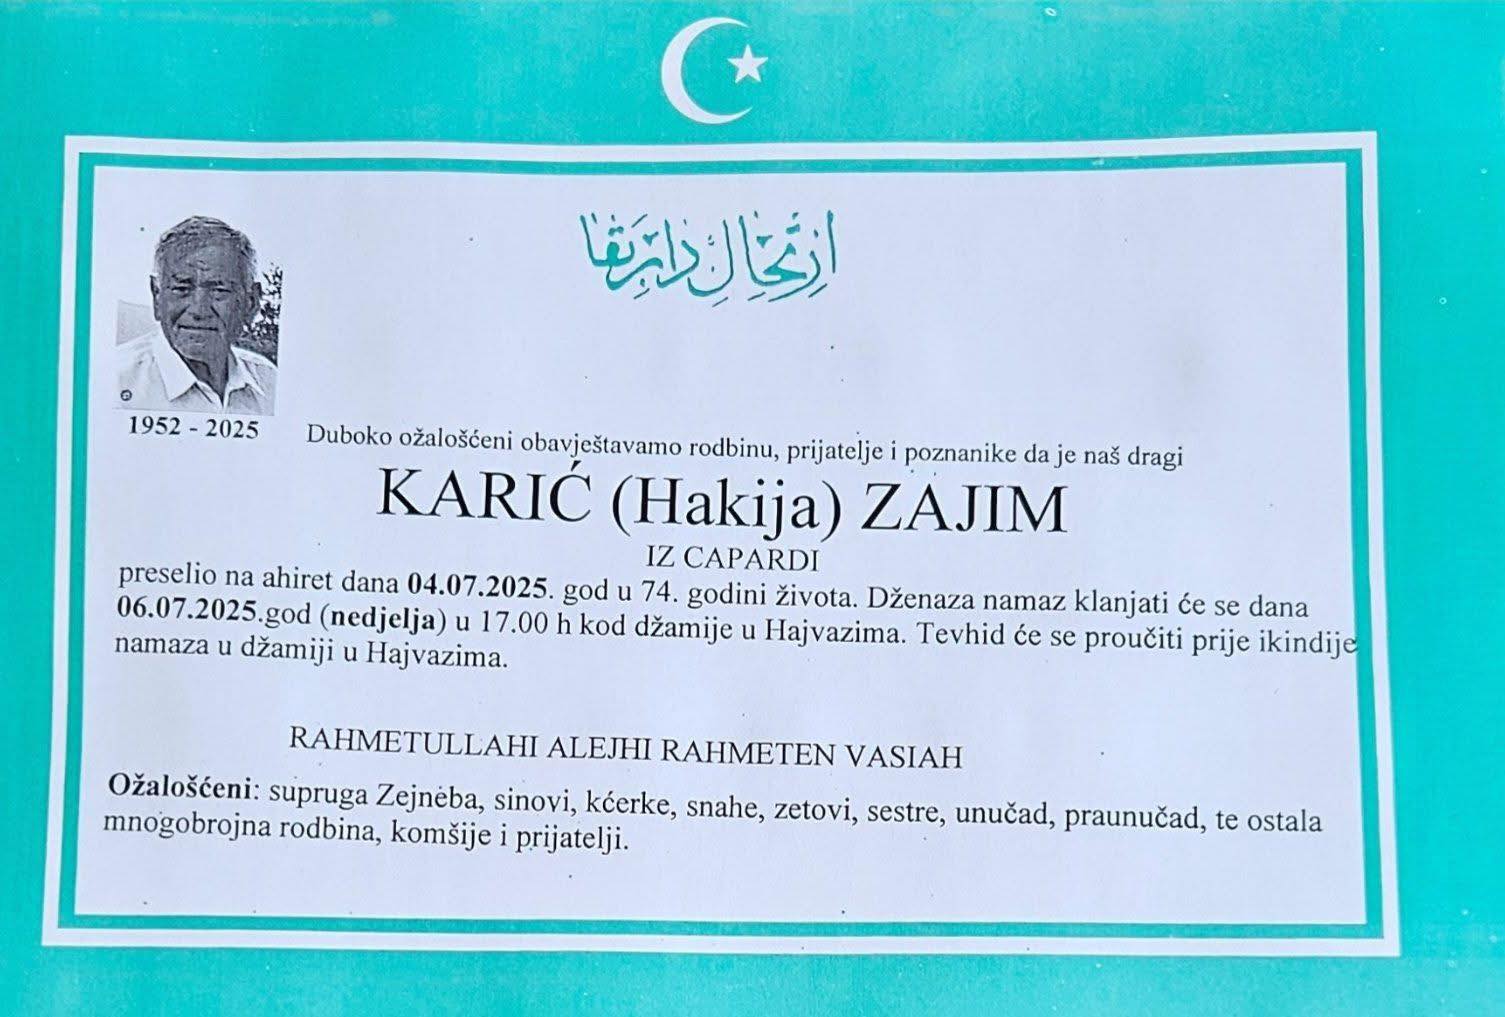 ارتحال دار بقا
1952 - 2025
Duboko ožalošćeni obavještavamo rodbinu, prijatelje i poznanike da je naš dragi
KARIĆ (Hakija) ZAJIM
IZ CAPARDI
preselio na ahiret dana 04.07.2025. god u 74. godini života. Dženaza namaz klanjati će se dana
06.07.2025.god (nedjelja) u 17.00 h kod džamije u Hajvazima. Tevhid će se proučiti prije ikindije
namaza u džamiji u Hajvazima.
RAHMETULLAHI ALEJHI RAHMETEN VASIAH
Ožalošćeni: supruga Zejneba, sinovi, kćerke, snahe, zetovi, sestre, unučad, praunučad, te ostala
mnogobrojna rodbina, komšije i prijatelji.